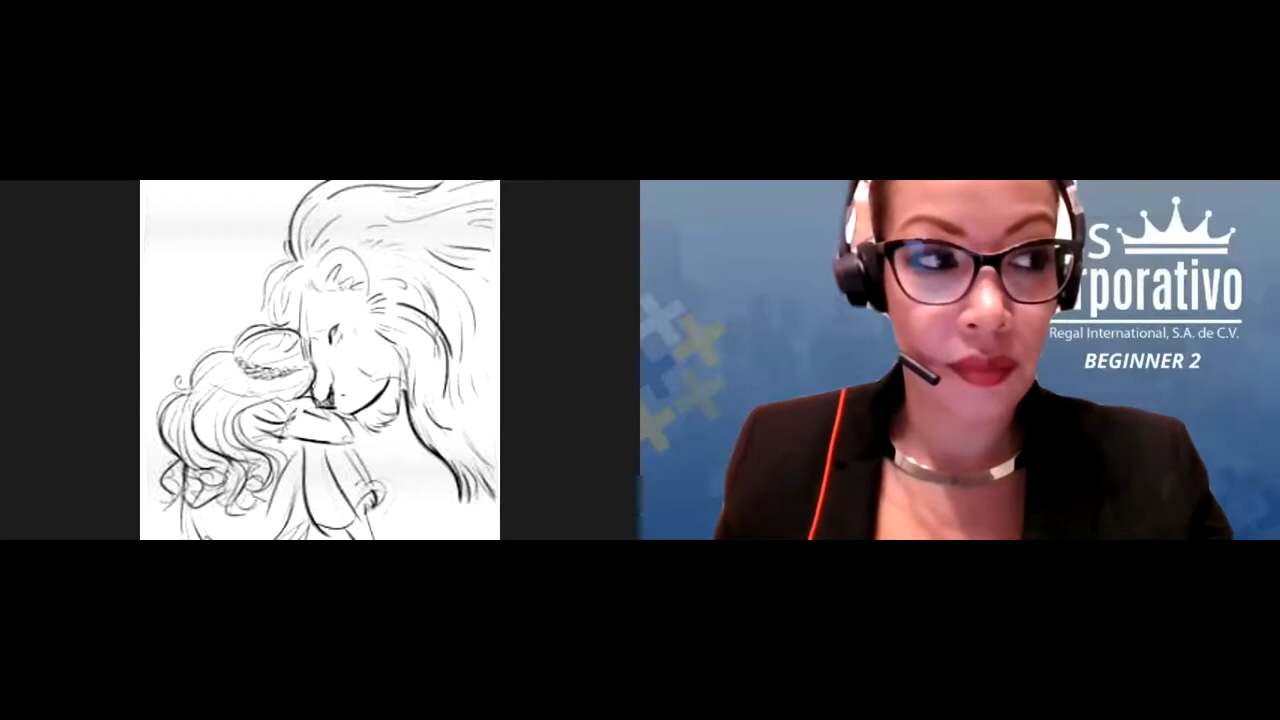 S
rporativo
Regal International, S.A. de C.V.
BEGINNER 2